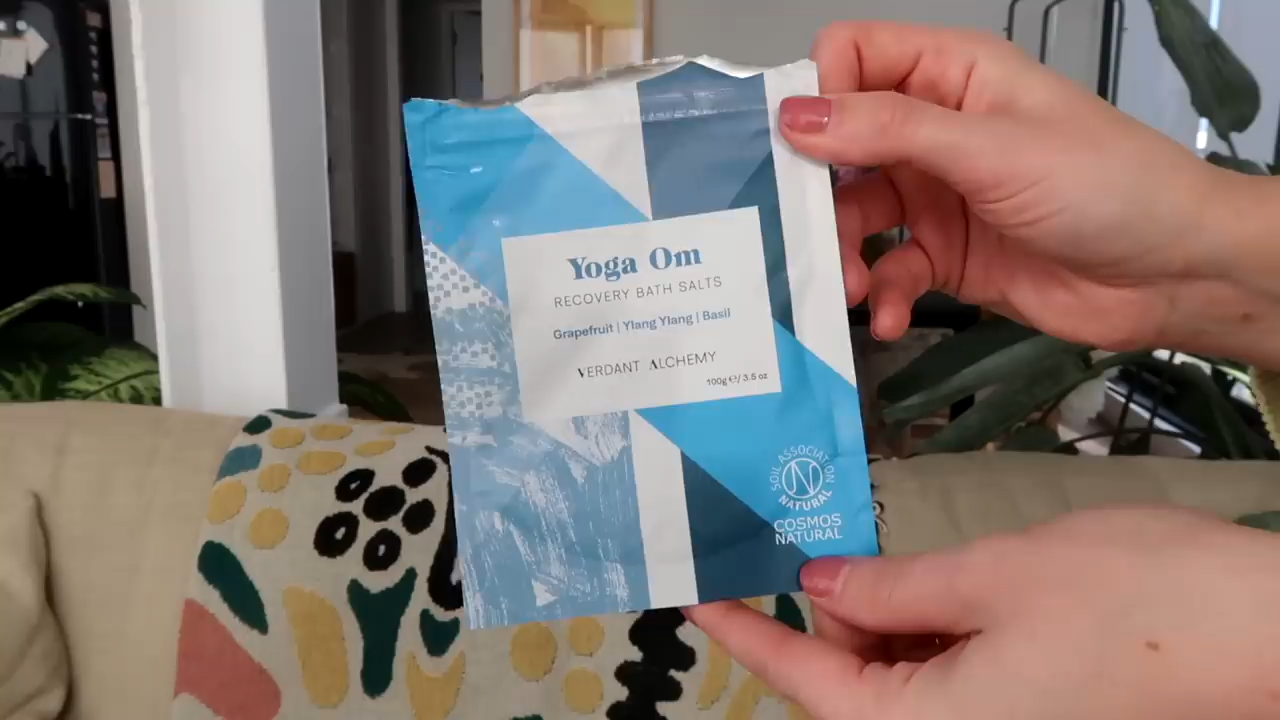 Yoga Om
RECOVERY BATH SALTS
Grapefruit | Ylang Ylang | Basil
VERDANT ALCHEMY
100g ℮/ 3.5 oz
SOIL ASSOCIATION
NATURAL
COSMOS
NATURAL